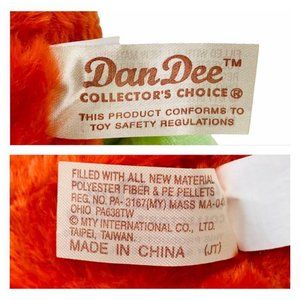 DanDee™
COLLECTOR'S CHOICE®
THIS PRODUCT CONFORMS TO
TOY SAFETY REGULATIONS
FILLED WITH ALL NEW MATERIAL
POLYESTER FIBER & PE PELLETS
REG. NO. PA-3167(MY) MASS MA-04
OHIO PA638TW
© MTY INTERNATIONAL CO., LTD.
TAIPEI, TAIWAN.
MADE IN CHINA (JT)